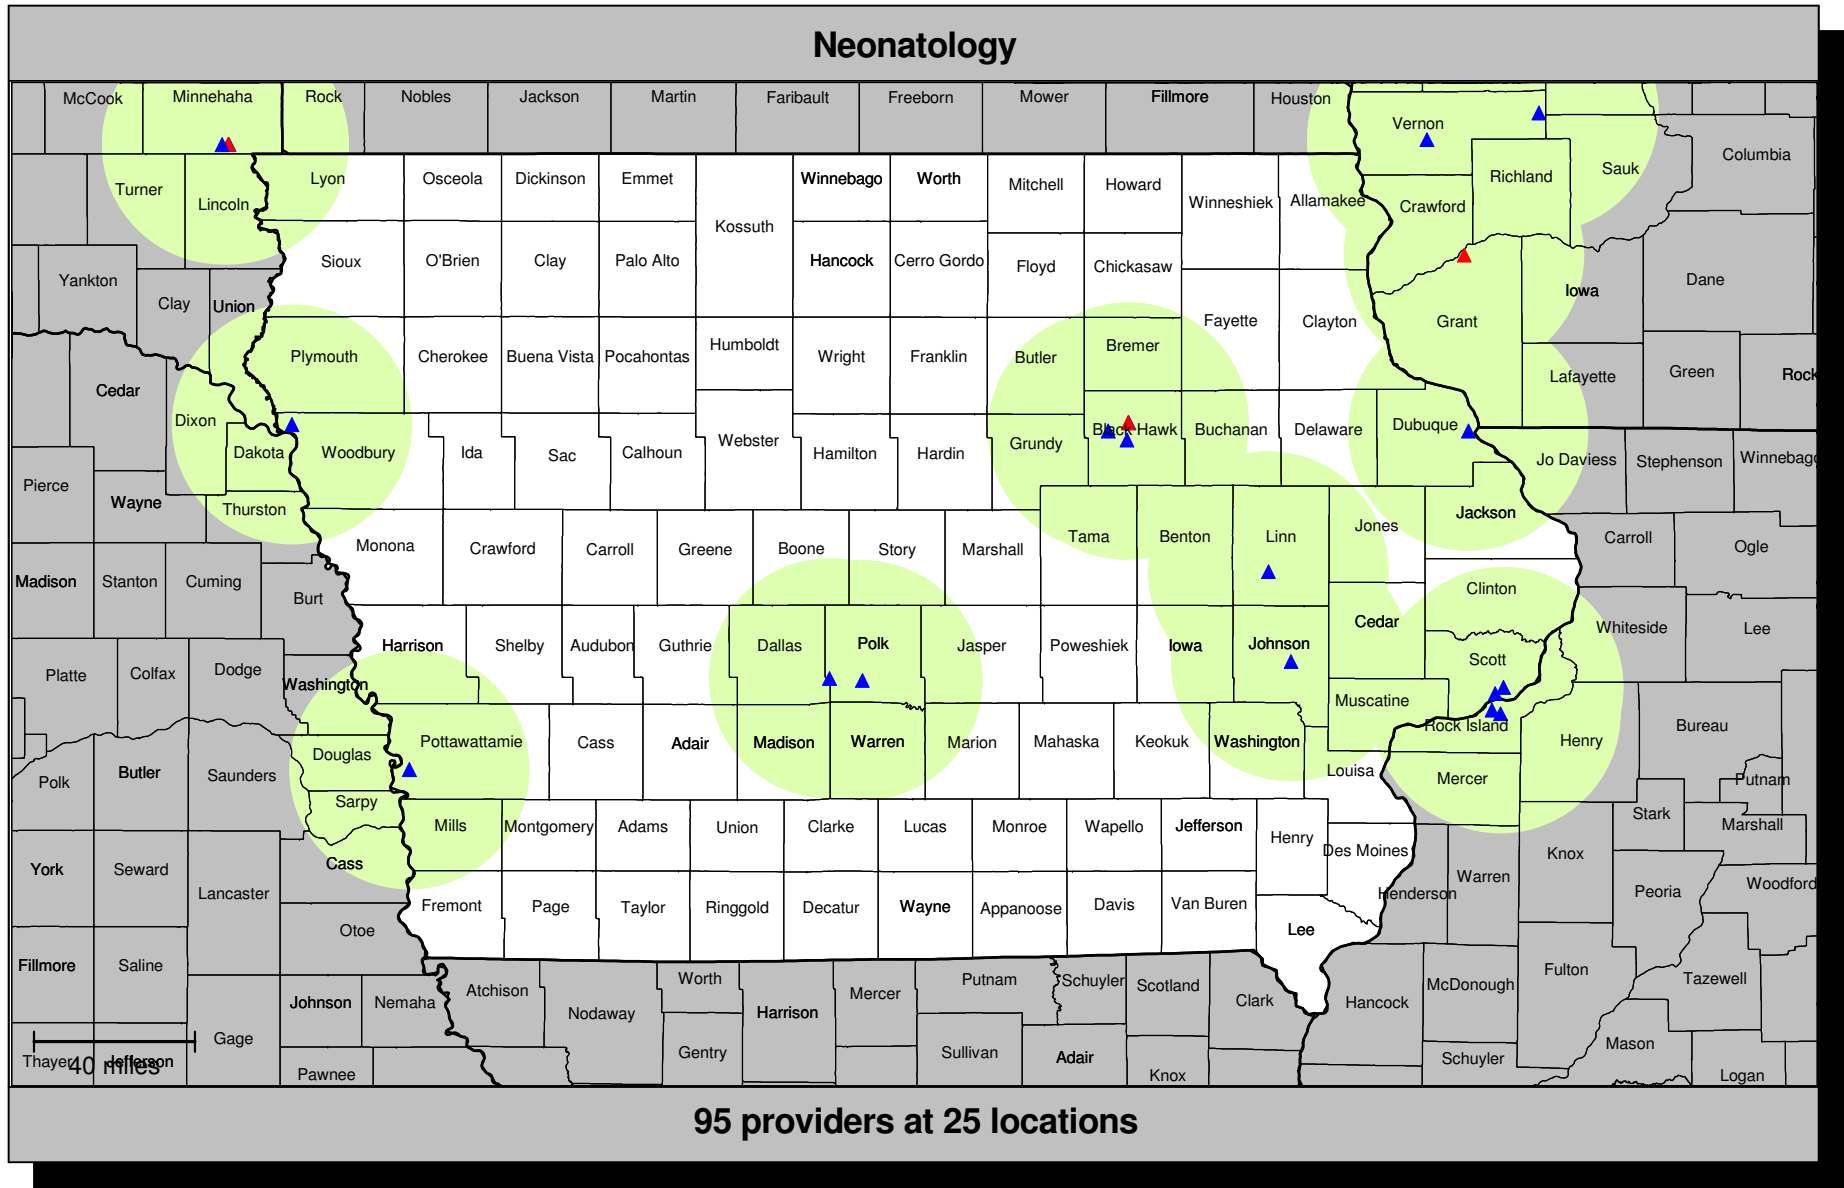 Neonatology
McCook Minnehaha Rock Nobles Jackson Martin Faribault Freeborn Mower Fillmore Houston
Vernon Columbia
Turner Lincoln Lyon Osceola Dickinson Emmet Winnebago Worth Mitchell Howard Richland Sauk
Kossuth Winneshiek Allamakee Crawford
Yankton Sioux O'Brien Clay Palo Alto Hancock Cerro Gordo Floyd Chickasaw Dane
Clay Union Iowa
Fayette Clayton Grant
Plymouth Cherokee Buena Vista Pocahontas Humboldt Wright Franklin Butler Bremer
Cedar Lafayette Green Rock
Dixon Black Hawk Buchanan Delaware Dubuque
Dakota Woodbury Ida Sac Calhoun Webster Hamilton Hardin Grundy Jo Daviess Stephenson Winnebago
Pierce Wayne Thurston Jackson
Monona Crawford Carroll Greene Boone Story Marshall Tama Benton Linn Jones Carroll Ogle
Madison Stanton Cuming Burt Clinton
Harrison Shelby Audubon Guthrie Dallas Polk Jasper Poweshiek Iowa Johnson Cedar Whiteside Lee
Platte Colfax Dodge Washington Scott
Muscatine Rock Island Bureau
Douglas Pottawattamie Cass Adair Madison Warren Marion Mahaska Keokuk Washington Henry
Polk Butler Saunders Louisa Mercer Putnam
Sarpy Mills Montgomery Adams Union Clarke Lucas Monroe Wapello Jefferson Henry Stark Marshall
York Seward Cass Des Moines Knox
Lancaster Henderson Warren Peoria Woodford
Fremont Page Taylor Ringgold Decatur Wayne Appanoose Davis Van Buren
Otoe Lee
Fillmore Saline Worth Putnam Schuyler Scotland Fulton Tazewell
Johnson Nemaha Atchison Nodaway Harrison Mercer Clark Hancock McDonough
Gage Gentry Sullivan Adair Schuyler Mason
Thayer Jefferson
40 miles
Pawnee Knox Logan
95 providers at 25 locations